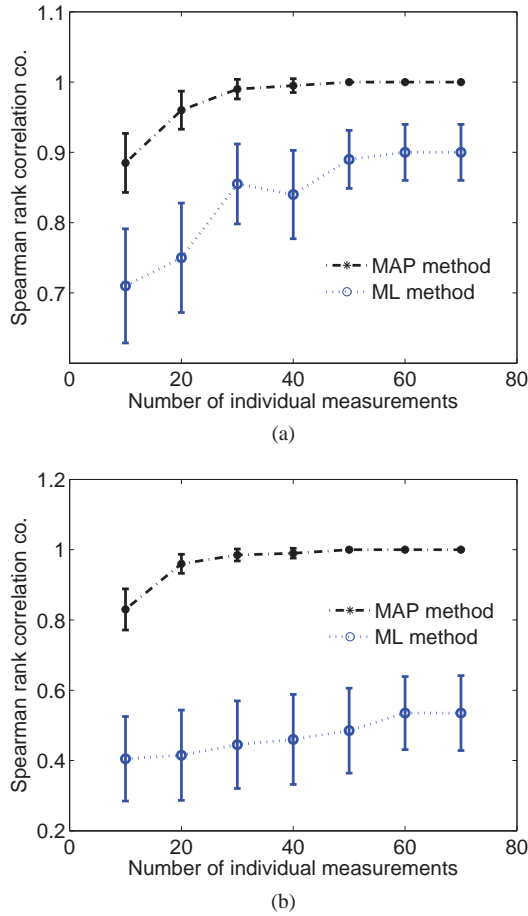 1.1
1
0.9
0.8
0.7
Spearman rank correlation co.
MAP method
ML method
0 20 40 60 80
Number of individual measurements
(a)
1.2
1
0.8
0.6
0.4
0.2
Spearman rank correlation co.
MAP method
ML method
0 20 40 60 80
Number of individual measurements
(b)